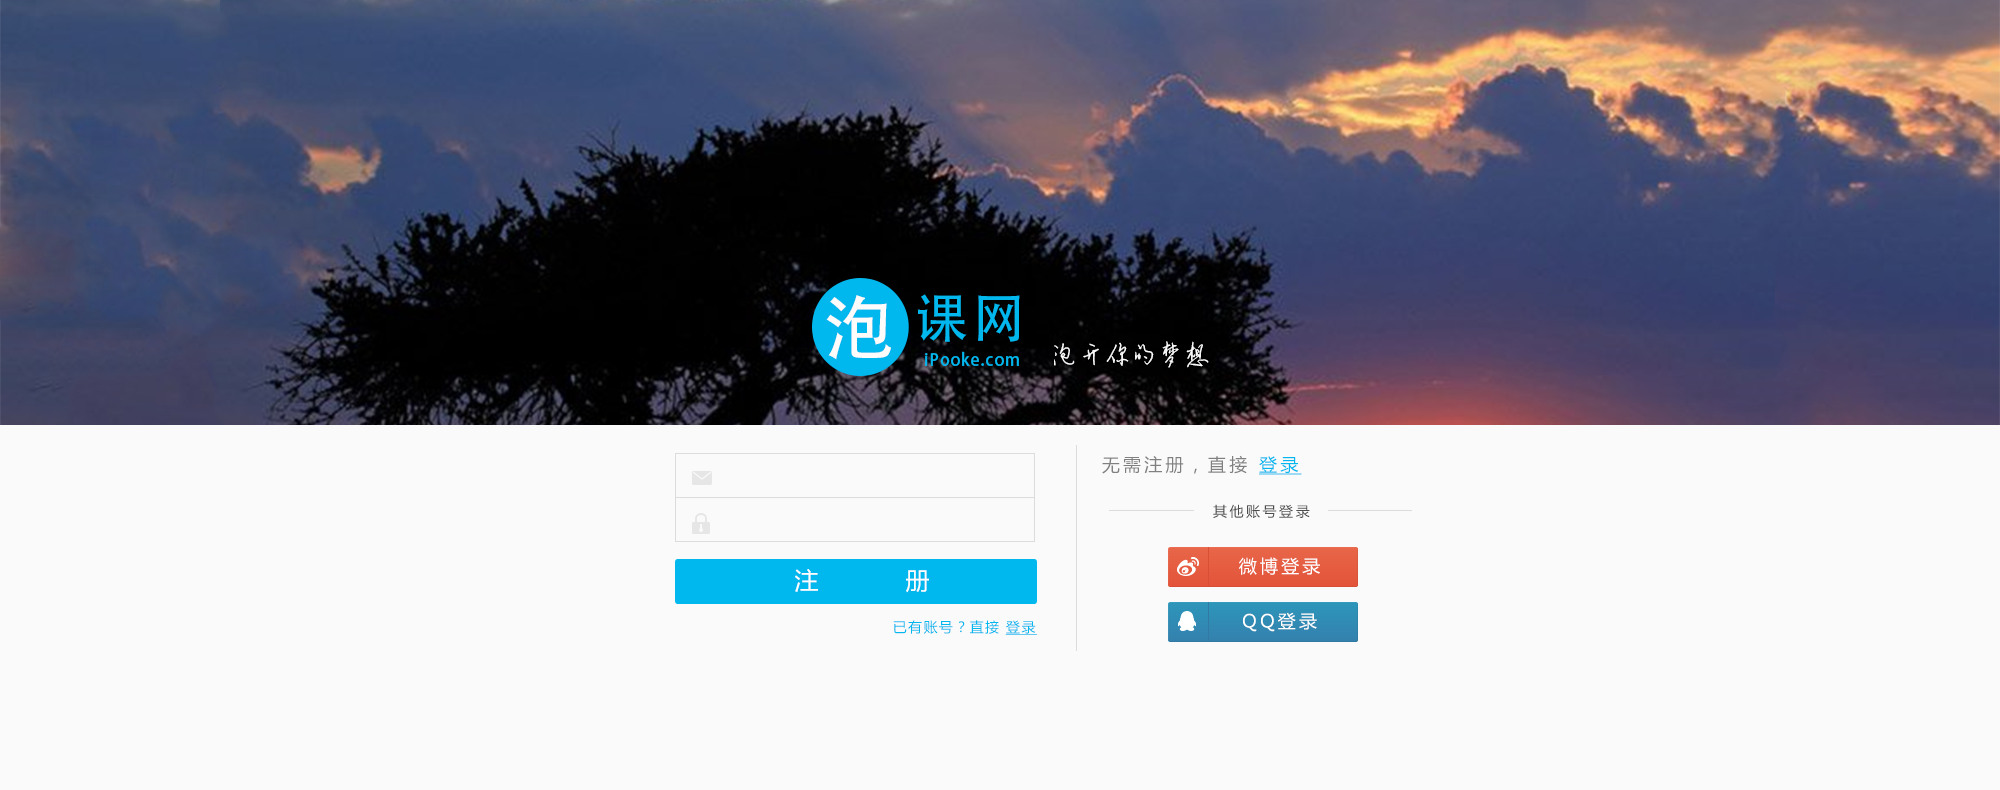 泡 课网
iPooke.com
泡开你的梦想
注 册
已有账号？直接 登录
无需注册，直接 登录
其他账号登录
微博登录
QQ登录